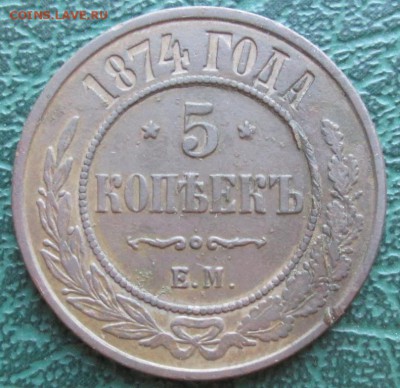 COINS.LAVE.RU
1874 ГОДА
* 5 *
КОПѢЕКЪ
Е.М.